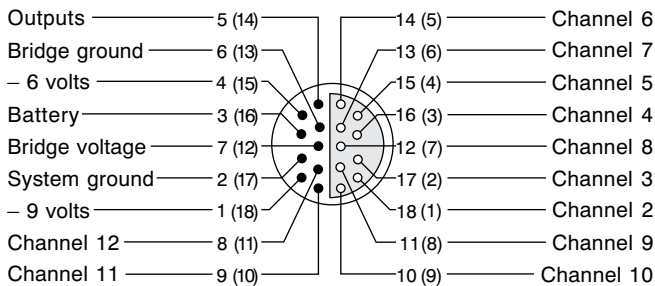 Outputs 5 (14) 14 (5) Channel 6
Bridge ground 6 (13) 13 (6) Channel 7
– 6 volts 4 (15) 15 (4) Channel 5
Battery 3 (16) 16 (3) Channel 4
Bridge voltage 7 (12) 12 (7) Channel 8
System ground 2 (17) 17 (2) Channel 3
– 9 volts 1 (18) 18 (1) Channel 2
Channel 12 8 (11) 11 (8) Channel 9
Channel 11 9 (10) 10 (9) Channel 10